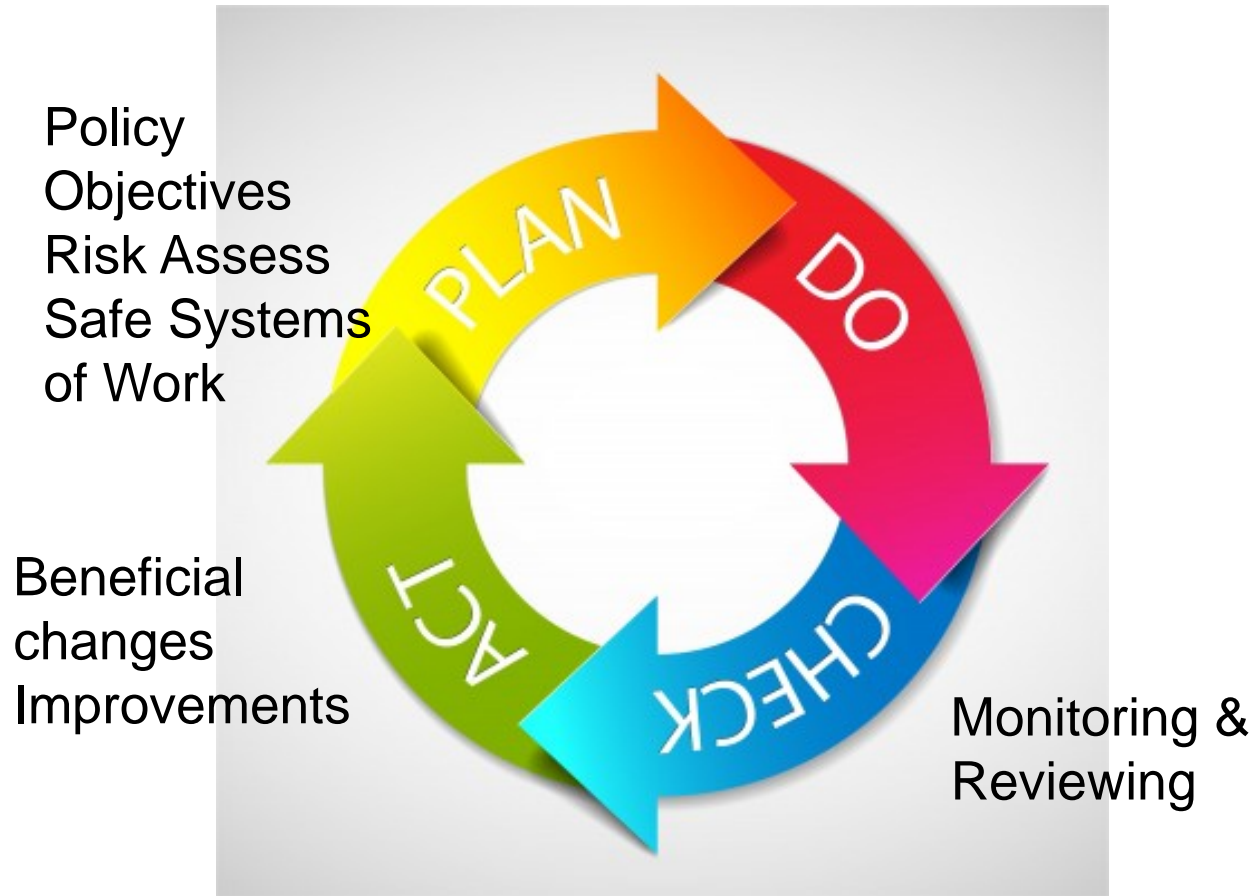 Policy
Objectives
Risk Assess
Safe Systems
of Work
PLAN
DO
Beneficial
changes
Improvements
ACT
CHECK
Monitoring &
Reviewing